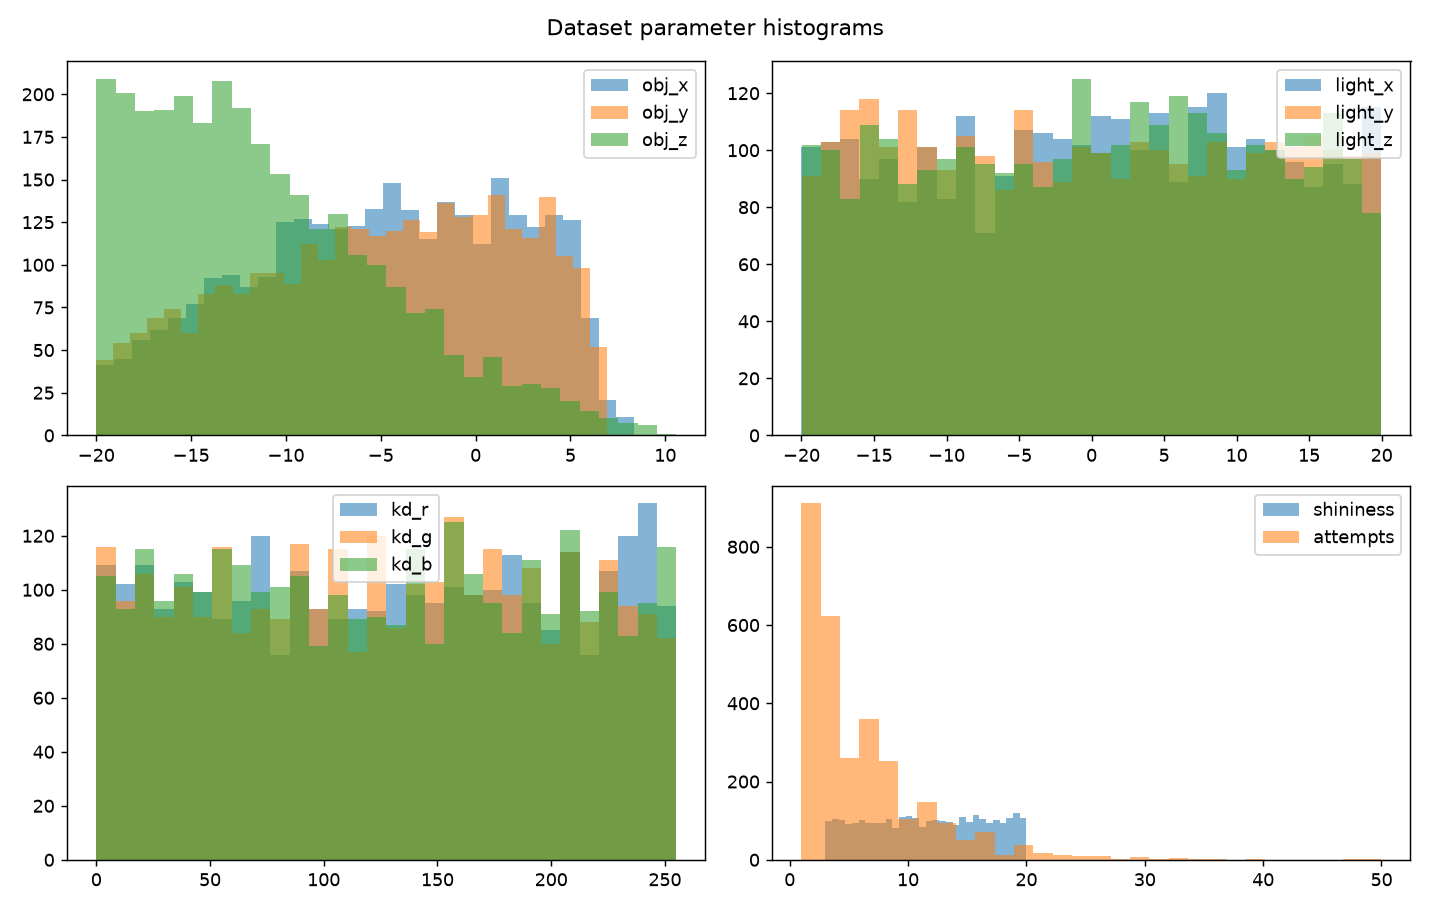 Dataset parameter histograms
200
175
150
125
100
75
50
25
0
−20 −15 −10 −5 0 5 10
obj_x
obj_y
obj_z
120
100
80
60
40
20
0
−20 −15 −10 −5 0 5 10 15 20
light_x
light_y
light_z
120
100
80
60
40
20
0
0 50 100 150 200 250
kd_r
kd_g
kd_b
800
600
400
200
0
0 10 20 30 40 50
shininess
attempts